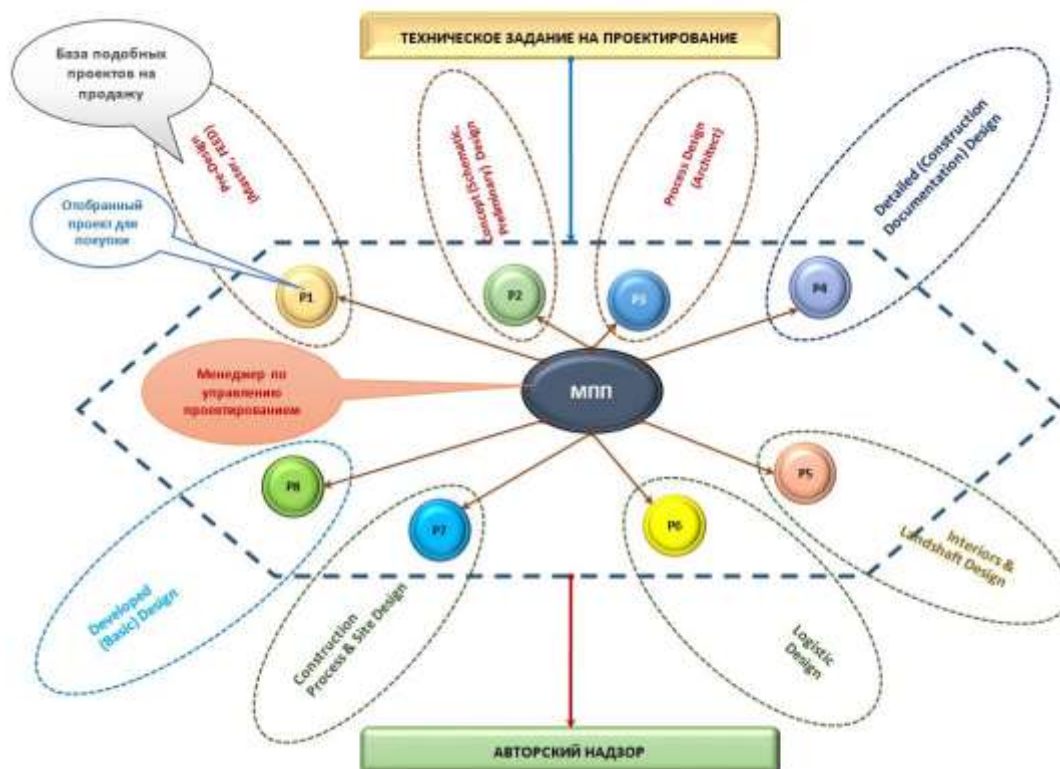 ТЕХНИЧЕСКОЕ ЗАДАНИЕ НА ПРОЕКТИРОВАНИЕ
База подобных
проектов на
продажу
Pre-Design
(Master, FEED)
Concept (Schematic,
Preliminary) Design
Process Design
(Architect)
Detailed (Construction
Documentation) Design
Отобранный
проект для
покупки
P1
P2
P3
P4
Менеджер по
управлению
проектированием
МПП
P8
P7
P6
P5
Interiors &
Landshaft Design
Developed
(Basic) Design
Construction
Process & Site Design
Logistic
Design
АВТОРСКИЙ НАДЗОР